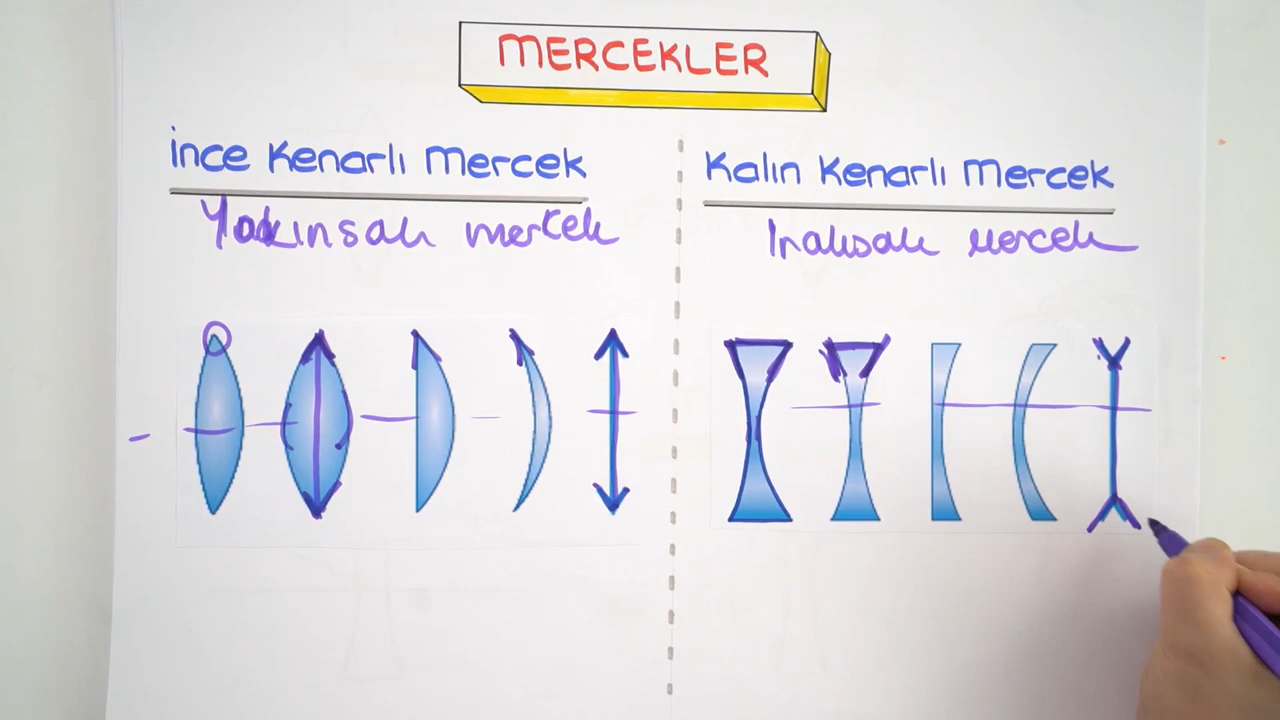 MERCEKLER
İnce Kenarlı Mercek
Yakınsak mercek
Kalın Kenarlı Mercek
Iraksak Mercek